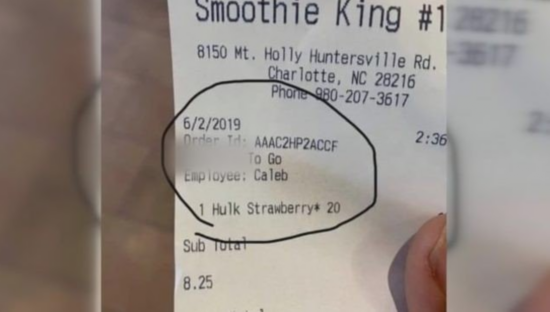 Smoothie King #1
8150 Mt. Holly Huntersville Rd.
Charlotte, NC 28216
Phone 980-207-3617
6/2/2019
2:36
Order Id: AAAC2HP2ACCF
To Go
Employee: Caleb
1 Hulk Strawberry* 20
Sub Total
8.25